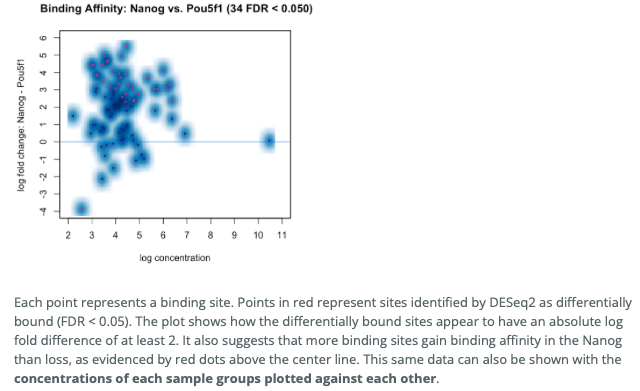 Binding Affinity: Nanog vs. Pou5f1 (34 FDR < 0.050)
6
5
4
3
2
1
0
-1
-2
-3
-4
log fold change: Nanog - Pou5f1
2 3 4 5 6 7 8 9 10 11
log concentration
Each point represents a binding site. Points in red represent sites identified by DESeq2 as differentially
bound (FDR < 0.05). The plot shows how the differentially bound sites appear to have an absolute log
fold difference of at least 2. It also suggests that more binding sites gain binding affinity in the Nanog
than loss, as evidenced by red dots above the center line. This same data can also be shown with the
concentrations of each sample groups plotted against each other.